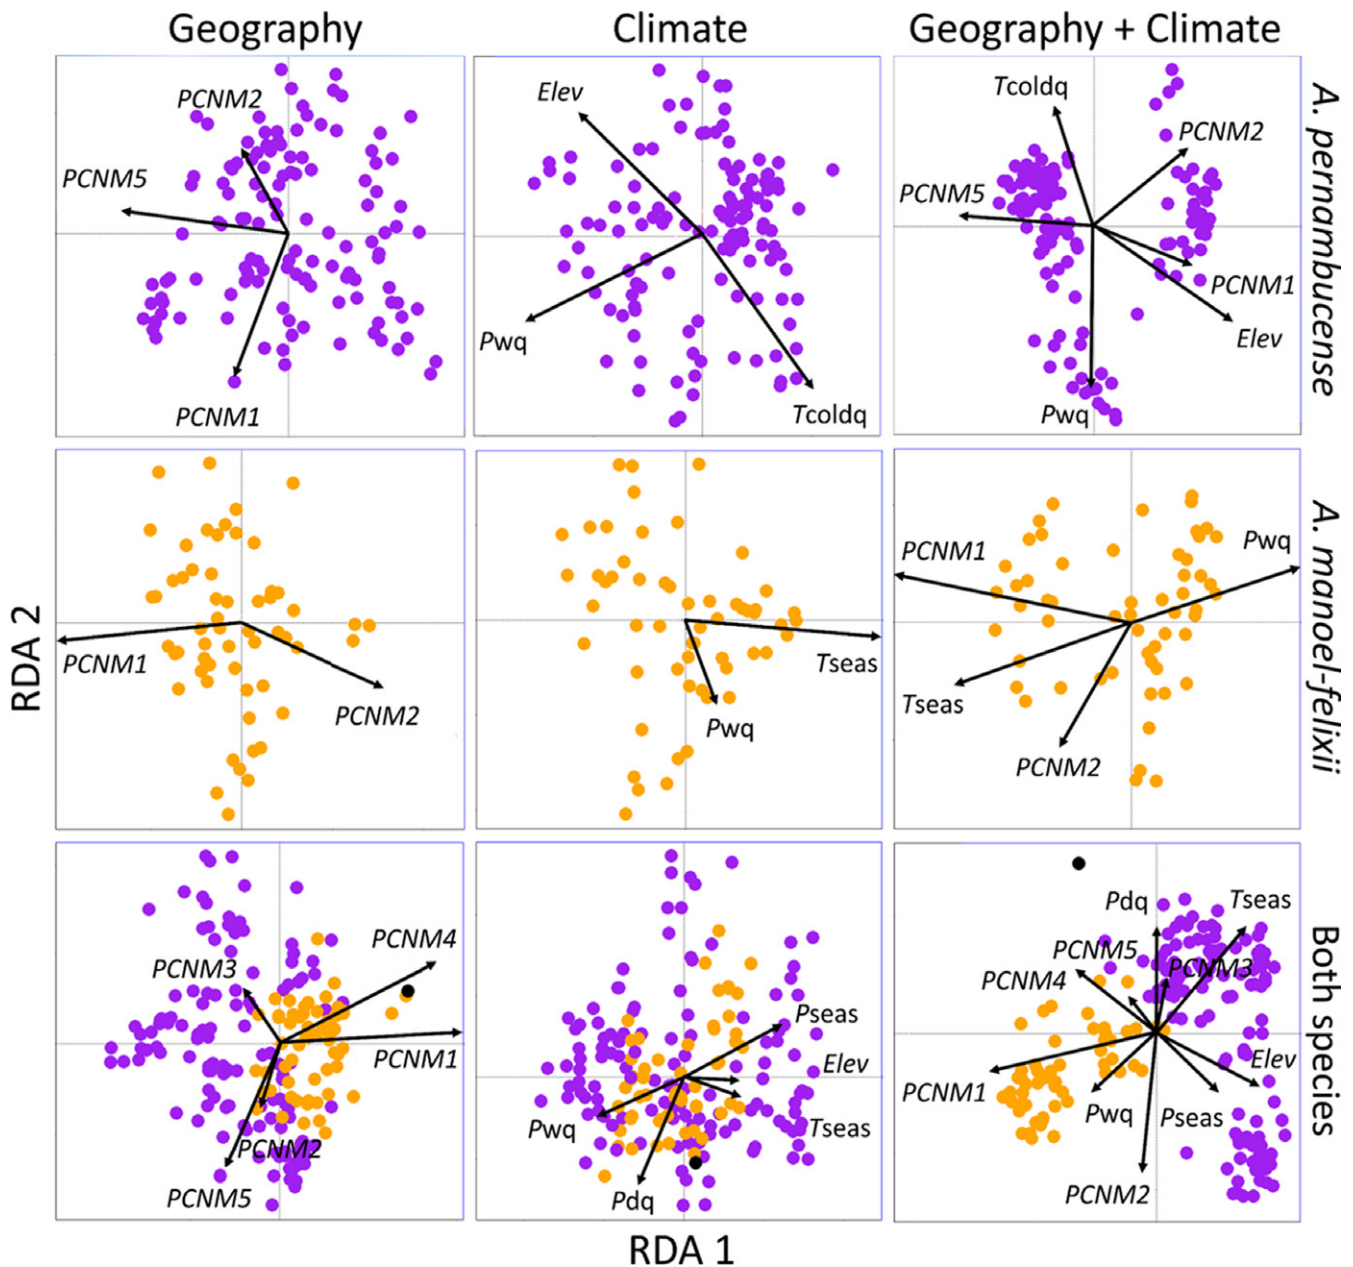 Geography
Climate
Geography + Climate
PCNM2
PCNM5
PCNM1
Elev
Pwq
Tcoldq
Tcoldq
PCNM2
PCNM5
PCNM1
Elev
Pwq
A. pernambucense
PCNM1
PCNM2
Tseas
Pwq
PCNM1
Pwq
Tseas
PCNM2
A. manoel-felixii
RDA 2
PCNM4
PCNM3
PCNM1
PCNM2
PCNM5
Pseas
Elev
Pwq
Tseas
Pdq
Pdq
Tseas
PCNM5
PCNM3
PCNM4
Elev
PCNM1
Pwq
Pseas
PCNM2
Both species
RDA 1